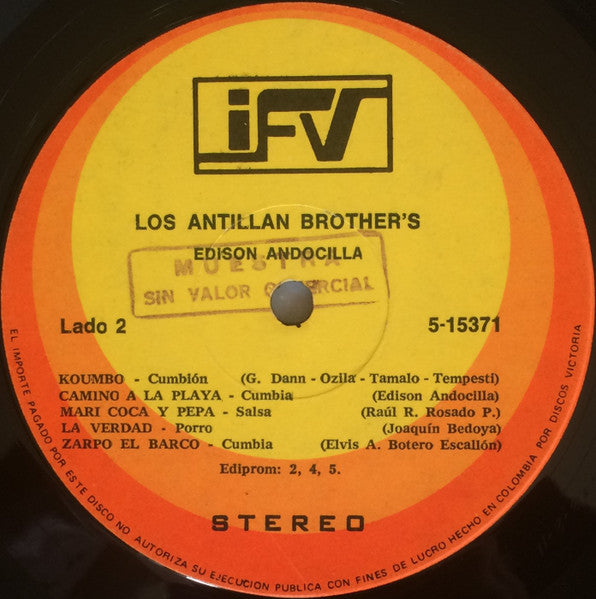 iFV
LOS ANTILLAN BROTHER'S
EDISON ANDOCILLA
MUESTRA
SIN VALOR COMERCIAL
Lado 2
5-15371
KOUMBO - Cumbión (G. Dann - Ozila - Tamalo - Tempesti)
CAMINO A LA PLAYA - Cumbia (Edison Andocilla)
MARI COCA Y PEPA - Salsa (Raúl R. Rosado P.)
LA VERDAD - Porro (Joaquín Bedoya)
ZARPO EL BARCO - Cumbia (Elvis A. Botero Escallón)
Ediprom: 2, 4, 5.
STEREO
EL IMPORTE PAGADO POR ESTE DISCO NO AUTORIZA SU EJECUCION PUBLICA CON FINES DE LUCRO HECHO EN COLOMBIA POR DISCOS VICTORIA